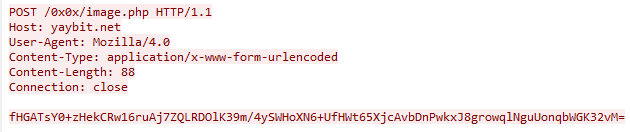 POST /0x0x/image.php HTTP/1.1
Host: yaybit.net
User-Agent: Mozilla/4.0
Content-Type: application/x-www-form-urlencoded
Content-Length: 88
Connection: close
fHGATsY0+zHekCRw16ruAj7ZQLRDOlK39m/4ySWHoXN6+UfHWt65XjcAvbDnPwkxJ8growqlNguUonqbWGK32vM=